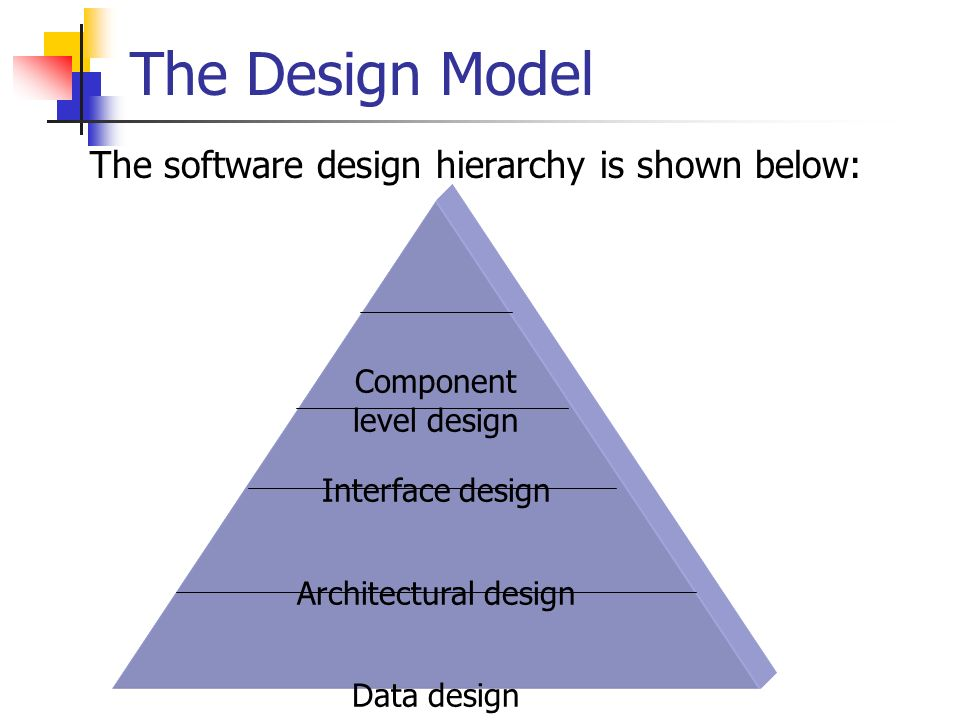 The Design Model
The software design hierarchy is shown below:
Component
level design
Interface design
Architectural design
Data design